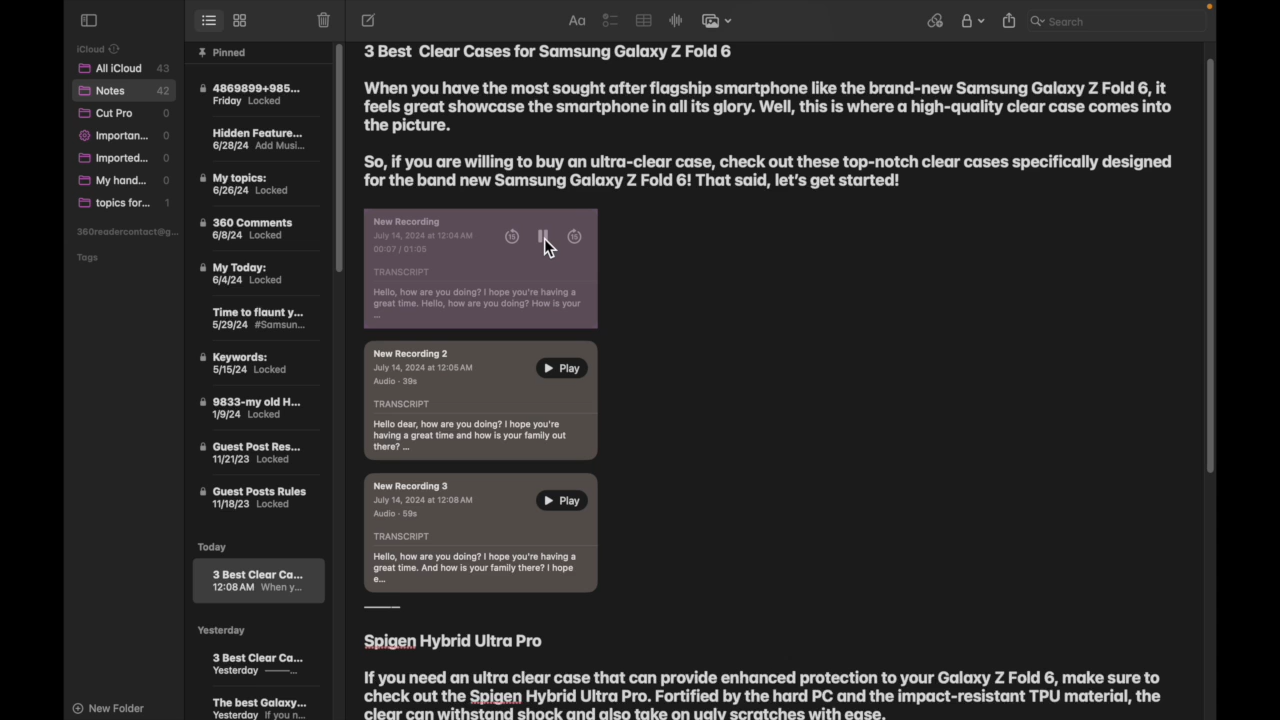 Search
iCloud
All iCloud 43
Notes 42
Cut Pro 0
Importan... 0
Imported... 0
My hand... 0
topics for... 1
360readercontact@g...
Tags
New Folder
Pinned
4869899+985...
Friday Locked
Hidden Feature...
6/28/24 Add Musi...
My topics:
6/26/24 Locked
360 Comments
6/8/24 Locked
My Today:
6/4/24 Locked
Time to flaunt y...
5/29/24 #Samsun...
Keywords:
5/15/24 Locked
9833-my old H...
1/9/24 Locked
Guest Post Res...
11/21/23 Locked
Guest Posts Rules
11/18/23 Locked
Today
3 Best Clear Ca...
12:08 AM When y...
Yesterday
3 Best Clear Ca...
Yesterday ———...
The best Galaxy...
Yesterday If you n...
3 Best Clear Cases for Samsung Galaxy Z Fold 6
When you have the most sought after flagship smartphone like the brand-new Samsung Galaxy Z Fold 6, it
feels great showcase the smartphone in all its glory. Well, this is where a high-quality clear case comes into
the picture.
So, if you are willing to buy an ultra-clear case, check out these top-notch clear cases specifically designed
for the band new Samsung Galaxy Z Fold 6! That said, let's get started!
New Recording
July 14, 2024 at 12:04 AM
00:07 / 01:05
15 15
TRANSCRIPT
Hello, how are you doing? I hope you're having a
great time. Hello, how are you doing? How is your
...
New Recording 2
July 14, 2024 at 12:05 AM
Audio · 39s
Play
TRANSCRIPT
Hello dear, how are you doing? I hope you're
having a great time and how is your family out
there? ...
New Recording 3
July 14, 2024 at 12:08 AM
Audio · 59s
Play
TRANSCRIPT
Hello, how are you doing? I hope you're having a
great time. And how is your family there? I hope
e...
———
Spigen Hybrid Ultra Pro
If you need an ultra clear case that can provide enhanced protection to your Galaxy Z Fold 6, make sure to
check out the Spigen Hybrid Ultra Pro. Fortified by the hard PC and the impact-resistant TPU material, the
clear can withstand shock and also take on ugly scratches with ease.